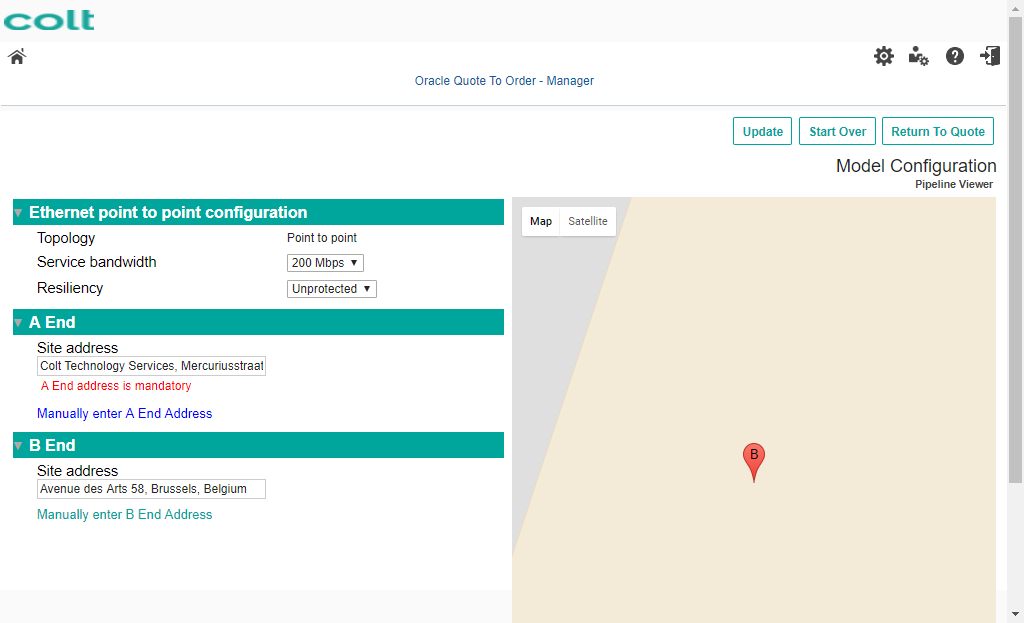 colt
Oracle Quote To Order - Manager
Update
Start Over
Return To Quote
Model Configuration
Pipeline Viewer
Ethernet point to point configuration
Topology
Point to point
Service bandwidth
200 Mbps
Resiliency
Unprotected
A End
Site address
Colt Technology Services, Mercuriusstraat
A End address is mandatory
Manually enter A End Address
B End
Site address
Avenue des Arts 58, Brussels, Belgium
Manually enter B End Address
Map
Satellite
B